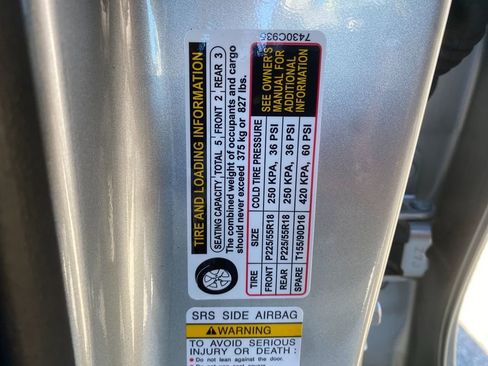 7430C935
TIRE AND LOADING INFORMATION
SEATING CAPACITY TOTAL 5 FRONT 2 REAR 3
The combined weight of occupants and cargo
should never exceed 375 kg or 827 lbs.
TIRE SIZE COLD TIRE PRESSURE
FRONT P225/55R18 250 KPA, 36 PSI
REAR P225/55R18 250 KPA, 36 PSI
SPARE T155/90D16 420 KPA, 60 PSI
SEE OWNER'S
MANUAL FOR
ADDITIONAL
INFORMATION
SRS SIDE AIRBAG
WARNING
TO AVOID SERIOUS
INJURY OR DEATH :
Do not lean against the door.